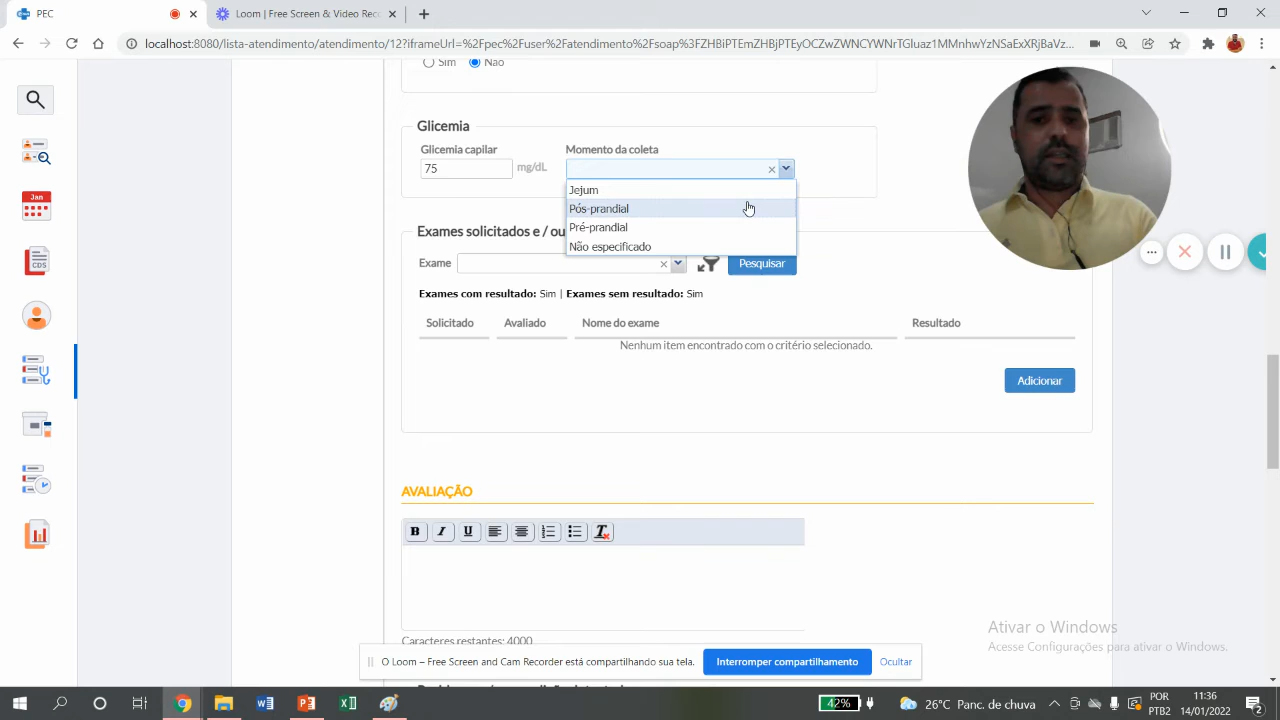 PEC
Loom | Free Screen & Video Rec
localhost:8080/lista-atendimento/atendimento/12?iframeUrl=%2Fpec%2Fuser%2Fatendimento%2Fsoap%3FZHBiPTEmZHBjPTEyOCZwZWCYWNrTGluaz1MMnhwYzNSaExXRjBaVz...
Sim Não
Glicemia
Glicemia capilar Momento da coleta
75 mg/dL
Jejum
Pós-prandial
Pré-prandial
Não especificado
Exames solicitados e / ou
Exame Pesquisar
Exames com resultado: Sim | Exames sem resultado: Sim
Solicitado Avaliado Nome do exame Resultado
Nenhum item encontrado com o critério selecionado.
Adicionar
AVALIAÇÃO
B I U
Caracteres restantes: 4000
Ativar o Windows
Acesse Configurações para ativar o Windows.
O Loom – Free Screen and Cam Recorder está compartilhando sua tela. Interromper compartilhamento Ocultar
Jan
CDS
42% 26°C Panc. de chuva POR 11:36
PTB2 14/01/2022 2